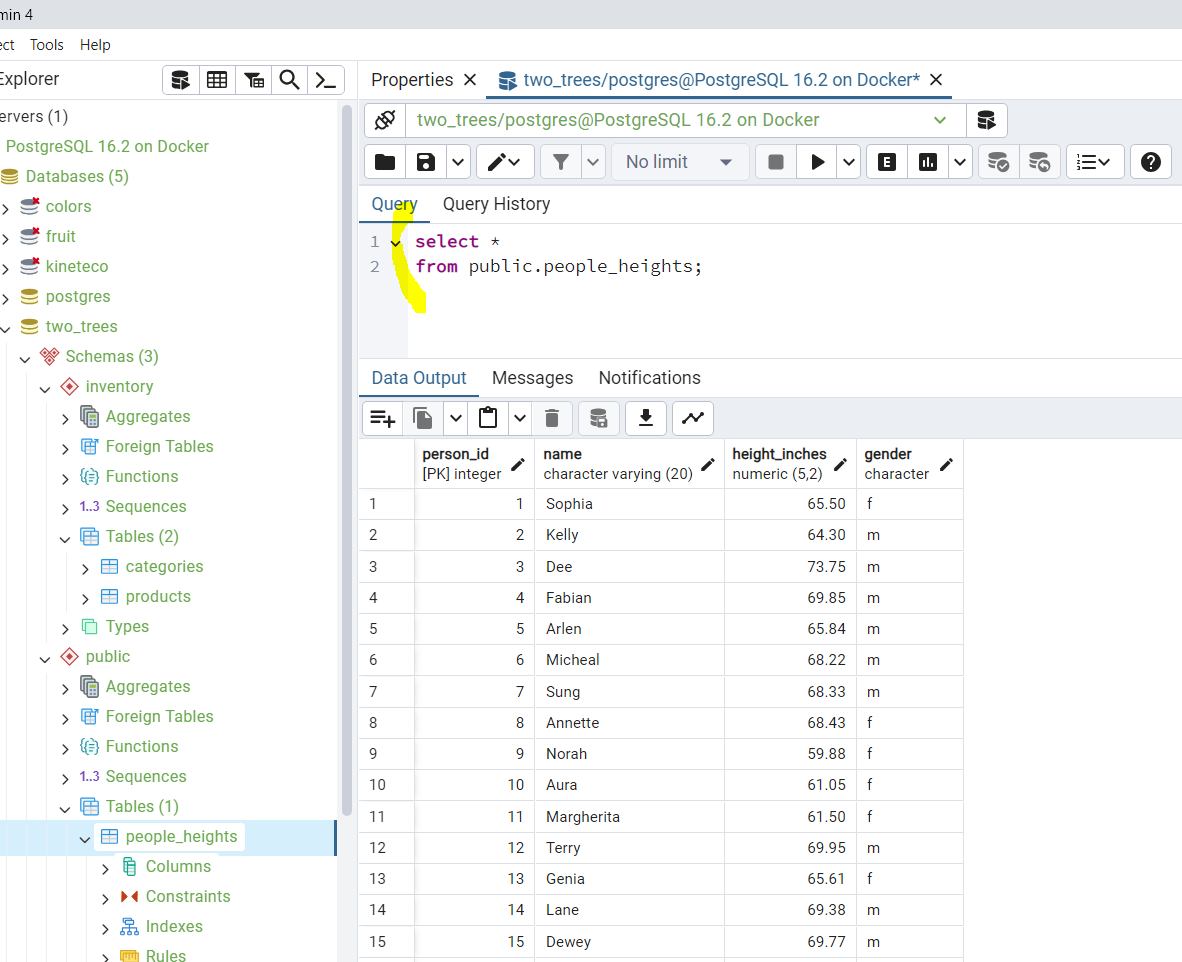 min 4
ect Tools Help
Explorer
Properties two_trees/postgres@PostgreSQL 16.2 on Docker*
ervers (1)
PostgreSQL 16.2 on Docker
Databases (5)
colors
fruit
kineteco
postgres
two_trees
Schemas (3)
inventory
Aggregates
Foreign Tables
Functions
1..3 Sequences
Tables (2)
categories
products
Types
public
Aggregates
Foreign Tables
Functions
1..3 Sequences
Tables (1)
people_heights
Columns
Constraints
Indexes
Rules
two_trees/postgres@PostgreSQL 16.2 on Docker
No limit E
Query Query History
1 select *
2 from public.people_heights;
Data Output Messages Notifications
person_id name height_inches gender
[PK] integer character varying (20) numeric (5,2) character
1 1 Sophia 65.50 f
2 2 Kelly 64.30 m
3 3 Dee 73.75 m
4 4 Fabian 69.85 m
5 5 Arlen 65.84 m
6 6 Micheal 68.22 m
7 7 Sung 68.33 m
8 8 Annette 68.43 f
9 9 Norah 59.88 f
10 10 Aura 61.05 f
11 11 Margherita 61.50 f
12 12 Terry 69.95 m
13 13 Genia 65.61 f
14 14 Lane 69.38 m
15 15 Dewey 69.77 m